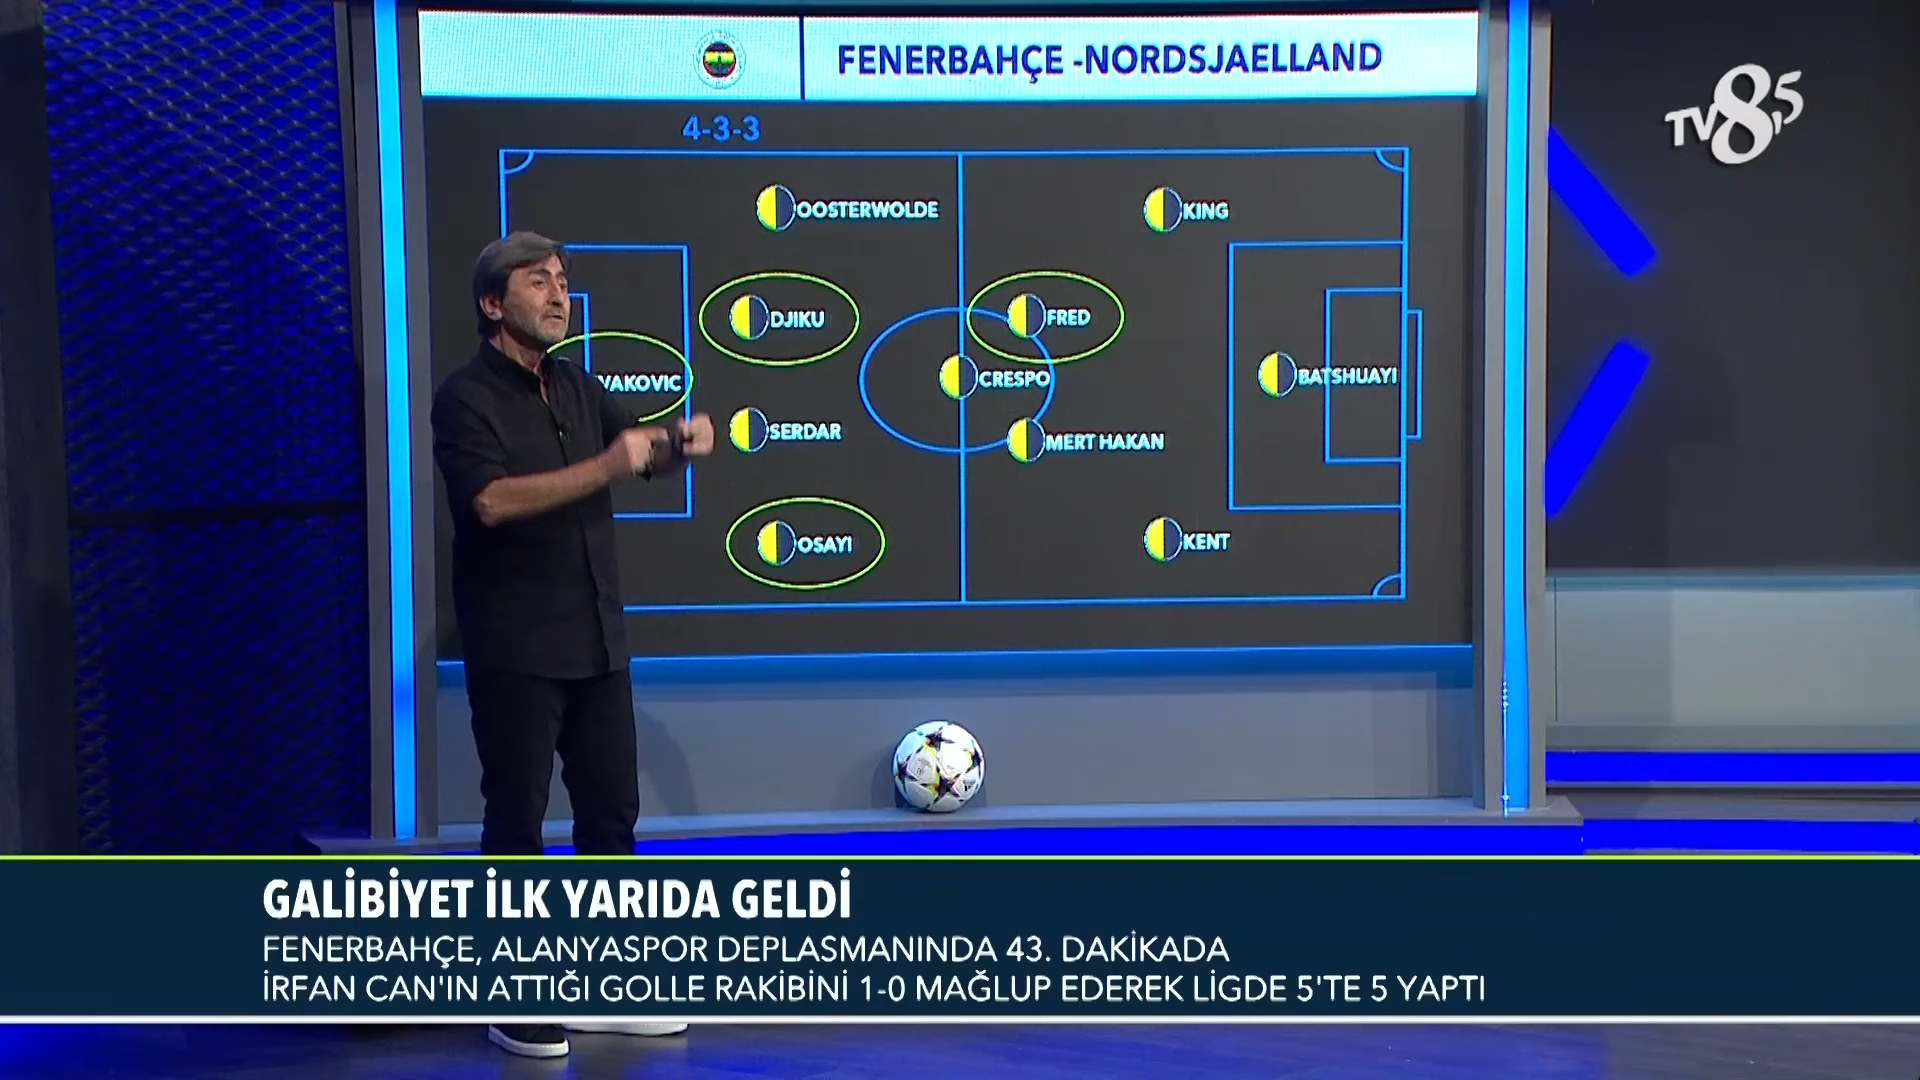 FENERBAHÇE -NORDSJAELLAND
TV8,5
4-3-3
OOSTERWOLDE
KING
DJIKU
FRED
VAKOVIC
CRESPO
BATSHUAYI
SERDAR
MERT HAKAN
OSAYI
KENT
GALİBİYET İLK YARIDA GELDİ
FENERBAHÇE, ALANYASPOR DEPLASMANINDA 43. DAKİKADA
İRFAN CAN'IN ATTIĞI GOLLE RAKİBİNİ 1-0 MAĞLUP EDEREK LİGDE 5'TE 5 YAPTI